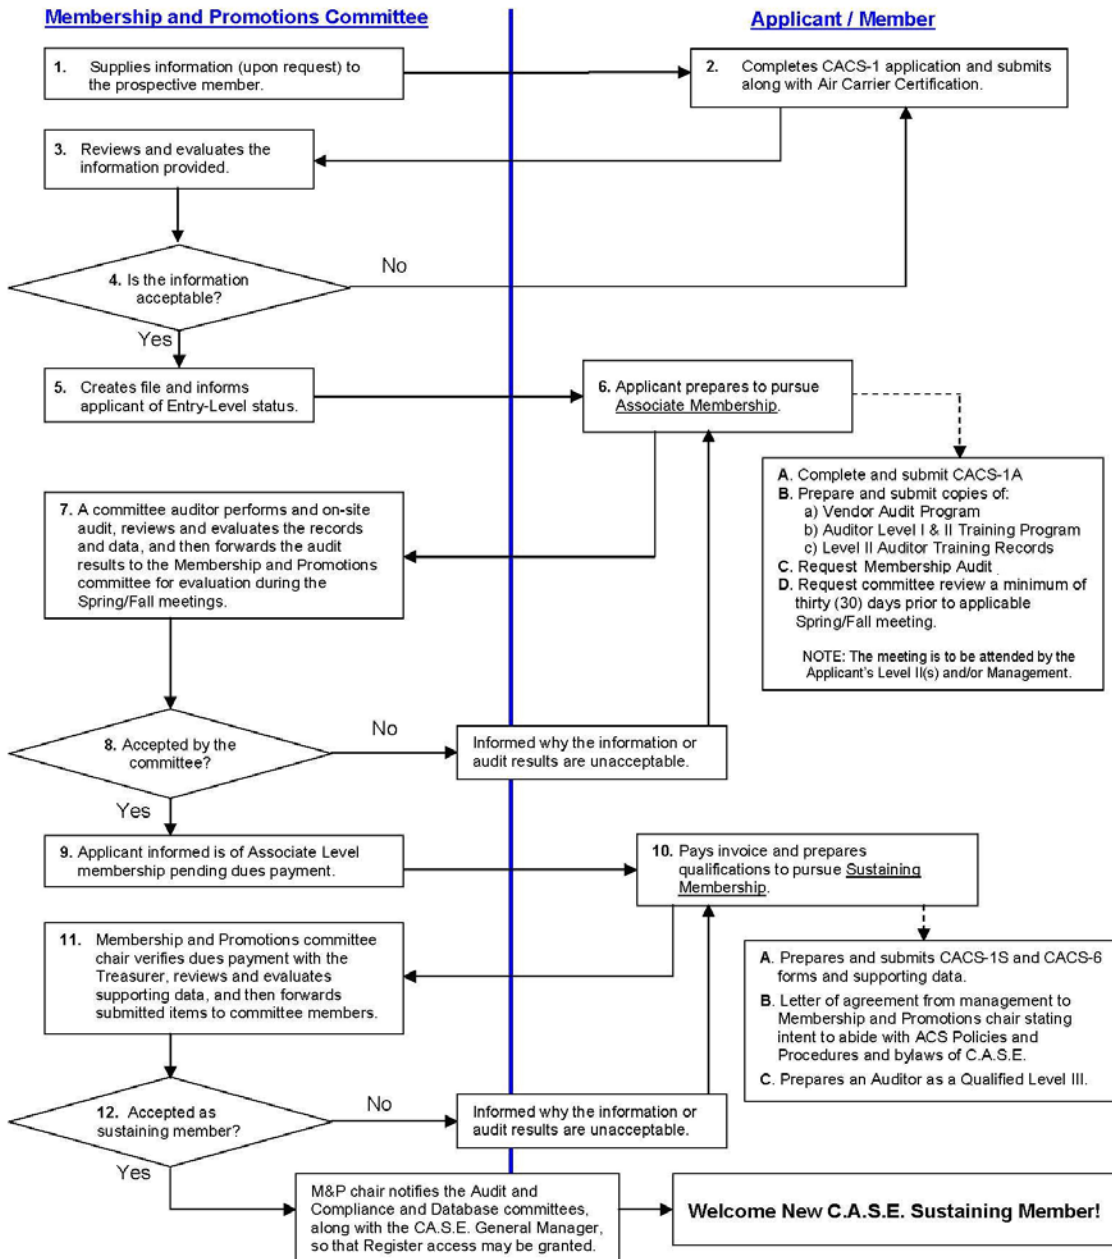 Membership and Promotions Committee
Applicant / Member
1. Supplies information (upon request) to
the prospective member.
2. Completes CACS-1 application and submits
along with Air Carrier Certification.
3. Reviews and evaluates the
information provided.
4. Is the information
acceptable?
No
Yes
5. Creates file and informs
applicant of Entry-Level status.
6. Applicant prepares to pursue
Associate Membership.
A. Complete and submit CACS-1A
B. Prepare and submit copies of:
a) Vendor Audit Program
b) Auditor Level I & II Training Program
c) Level II Auditor Training Records
C. Request Membership Audit
D. Request committee review a minimum of
thirty (30) days prior to applicable
Spring/Fall meeting.
NOTE: The meeting is to be attended by the
Applicant's Level II(s) and/or Management.
7. A committee auditor performs and on-site
audit, reviews and evaluates the records
and data, and then forwards the audit
results to the Membership and Promotions
committee for evaluation during the
Spring/Fall meetings.
8. Accepted by the
committee?
No
Informed why the information or
audit results are unacceptable.
Yes
9. Applicant informed is of Associate Level
membership pending dues payment.
10. Pays invoice and prepares
qualifications to pursue Sustaining
Membership.
11. Membership and Promotions committee
chair verifies dues payment with the
Treasurer, reviews and evaluates
supporting data, and then forwards
submitted items to committee members.
A. Prepares and submits CACS-1S and CACS-6
forms and supporting data.
B. Letter of agreement from management to
Membership and Promotions chair stating
intent to abide with ACS Policies and
Procedures and bylaws of C.A.S.E.
C. Prepares an Auditor as a Qualified Level III.
12. Accepted as
sustaining member?
No
Informed why the information or
audit results are unacceptable.
Yes
M&P chair notifies the Audit and
Compliance and Database committees,
along with the CA.S.E. General Manager,
so that Register access may be granted.
Welcome New C.A.S.E. Sustaining Member!